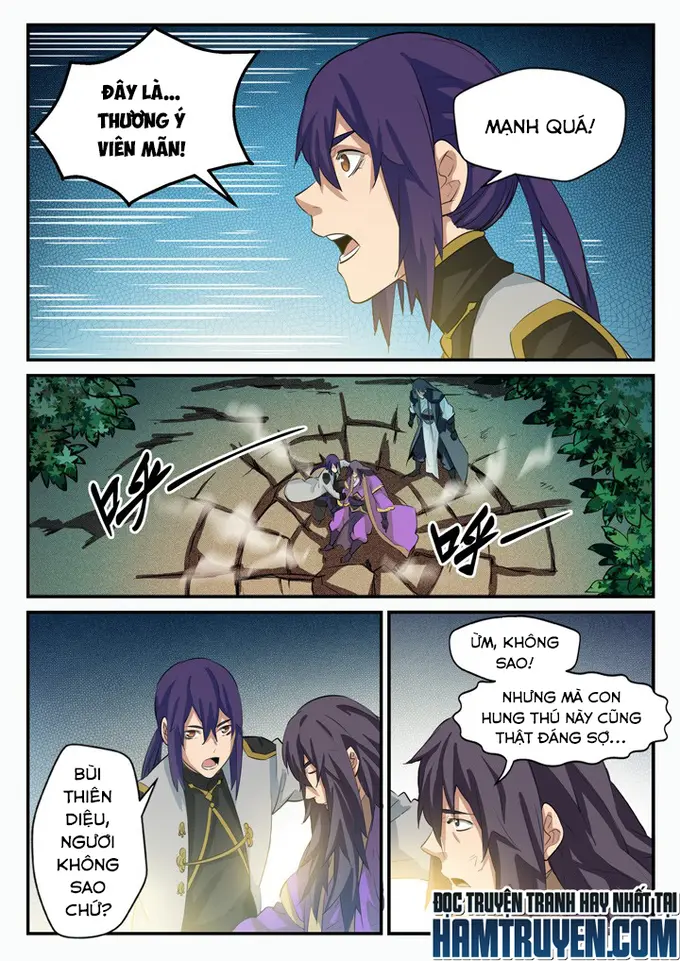 ĐÂY LÀ...
THƯƠNG Ý
VIÊN MÃN!
MẠNH QUÁ!
呼
呼
BÙI
THIÊN
DIỆU,
NGƯƠI
KHÔNG
SAO
CHỨ?
ỪM, KHÔNG
SAO!
NHƯNG MÀ CON
HUNG THÚ NÀY CŨNG
THẬT ĐÁNG SỢ...
ĐỌC TRUYỆN TRANH HAY NHẤT TẠI
HAMTRUYEN.COM